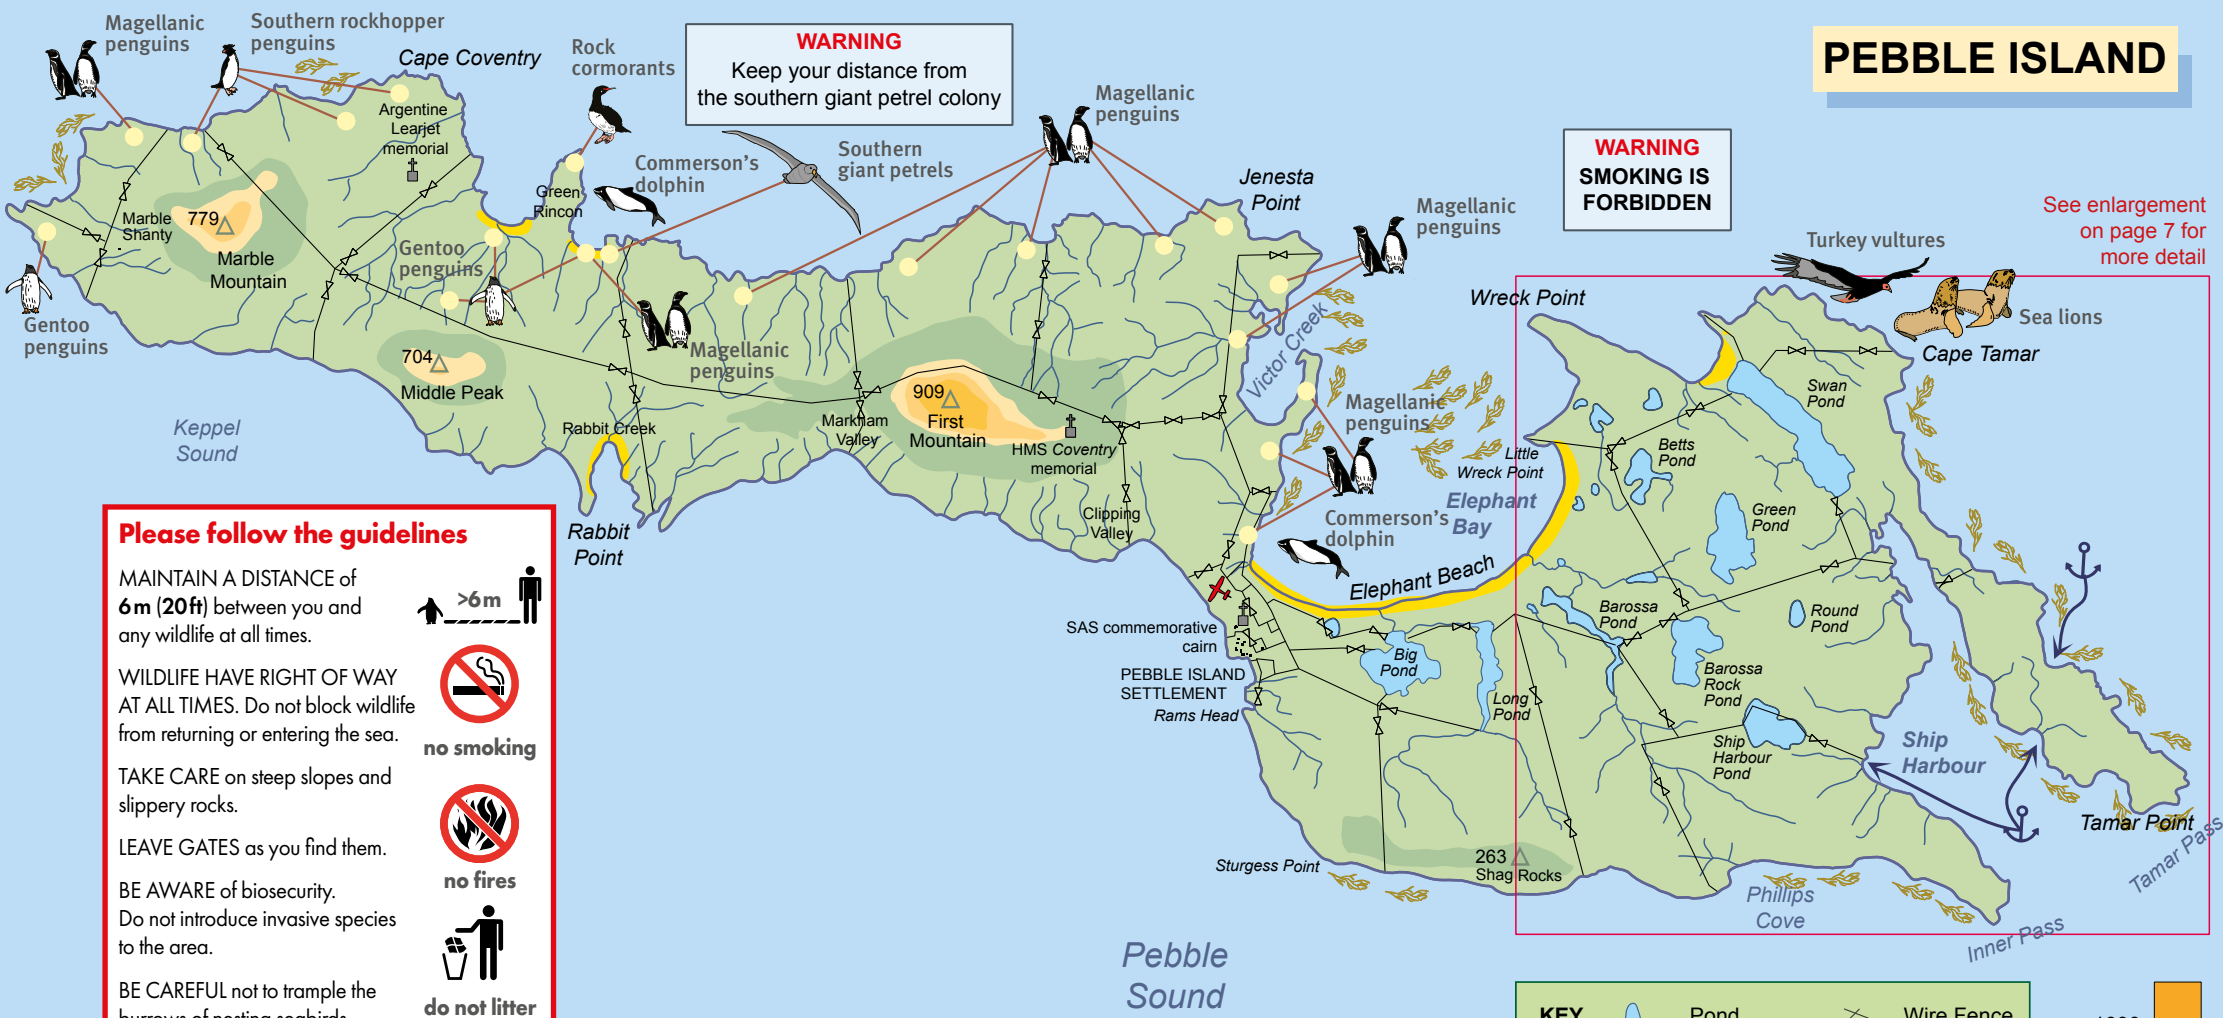 PEBBLE ISLAND
WARNING
Keep your distance from
the southern giant petrel colony
WARNING
SMOKING IS
FORBIDDEN
See enlargement
on page 7 for
more detail
Magellanic
penguins
Southern rockhopper
penguins
Cape Coventry
Rock
cormorants
Argentine
Learjet
memorial
Commerson's
dolphin
Southern
giant petrels
Magellanic
penguins
Green
Rincon
Jenesta
Point
Magellanic
penguins
Turkey vultures
Sea lions
Marble
Shanty
779
Marble
Mountain
Gentoo
penguins
Gentoo
penguins
Wreck Point
Cape Tamar
Victor Creek
Magellanic
penguins
704
Middle Peak
909
First
Mountain
Markham
Valley
HMS Coventry
memorial
Magellanic
penguins
Swan
Pond
Keppel
Sound
Rabbit Creek
Rabbit
Point
Clipping
Valley
Little
Wreck Point
Betts
Pond
Elephant
Bay
Green
Pond
Commerson's
dolphin
Elephant Beach
SAS commemorative
cairn
PEBBLE ISLAND
SETTLEMENT
Rams Head
Big
Pond
Long
Pond
Barossa
Pond
Round
Pond
Barossa
Rock
Pond
Ship
Harbour
Pond
Ship
Harbour
Tamar Point
Tamar Pass
Sturgess Point
263
Shag Rocks
Phillips
Cove
Inner Pass
Pebble
Sound
Please follow the guidelines
MAINTAIN A DISTANCE of
6m (20ft) between you and
any wildlife at all times.
>6m
WILDLIFE HAVE RIGHT OF WAY
AT ALL TIMES. Do not block wildlife
from returning or entering the sea.
no smoking
TAKE CARE on steep slopes and
slippery rocks.
LEAVE GATES as you find them.
no fires
BE AWARE of biosecurity.
Do not introduce invasive species
to the area.
BE CAREFUL not to trample the
burrows of nesting seabirds
do not litter
KEY
Pond
Wire Fence
1000